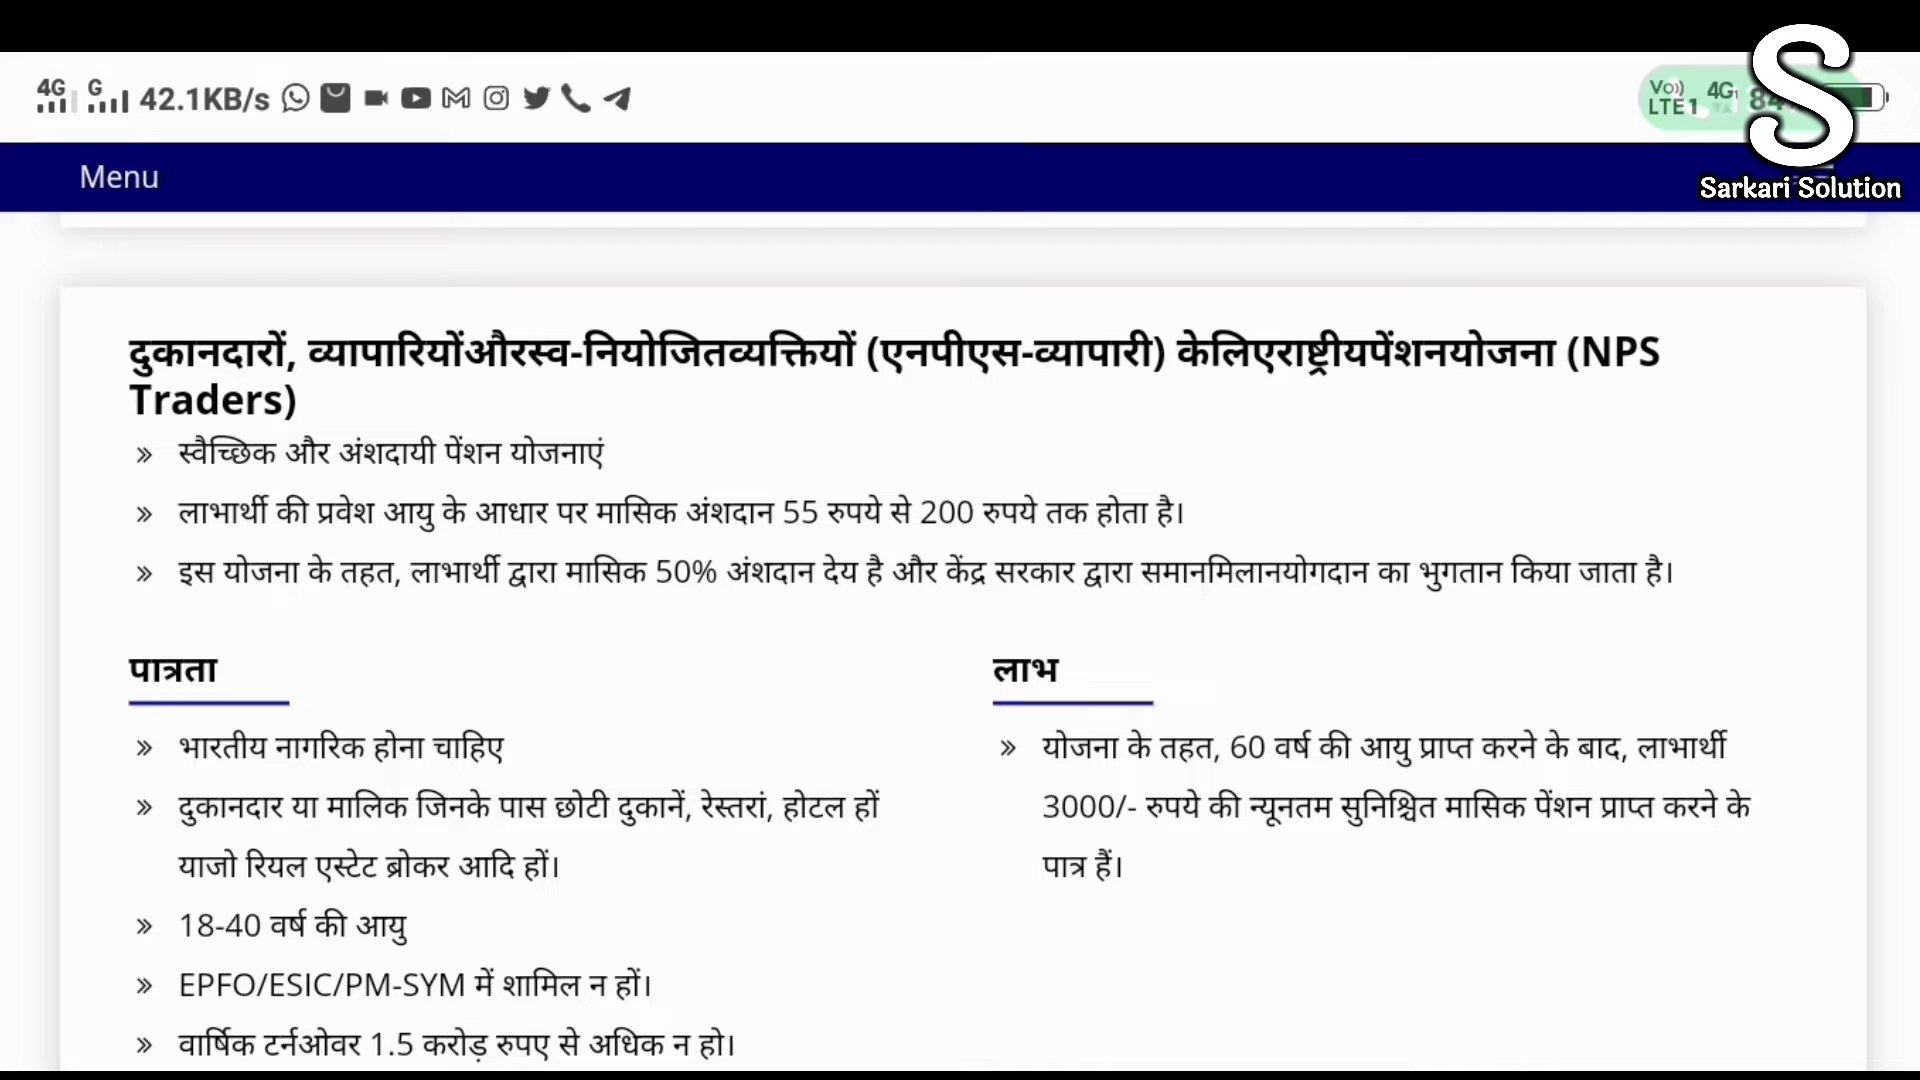 4G G 42.1KB/s Vo)) LTE1 4G
S
Menu
Sarkari Solution
दुकानदारों, व्यापारियोंऔरस्व-नियोजितव्यक्तियों (एनपीएस-व्यापारी) केलिएराष्ट्रीयपेंशनयोजना (NPS
Traders)
» स्वैच्छिक और अंशदायी पेंशन योजनाएं
» लाभार्थी की प्रवेश आयु के आधार पर मासिक अंशदान 55 रुपये से 200 रुपये तक होता है।
» इस योजना के तहत, लाभार्थी द्वारा मासिक 50% अंशदान देय है और केंद्र सरकार द्वारा समानमिलानयोगदान का भुगतान किया जाता है।
पात्रता
» भारतीय नागरिक होना चाहिए
» दुकानदार या मालिक जिनके पास छोटी दुकानें, रेस्तरां, होटल हों
याजो रियल एस्टेट ब्रोकर आदि हों।
» 18-40 वर्ष की आयु
» EPFO/ESIC/PM-SYM में शामिल न हों।
» वार्षिक टर्नओवर 1.5 करोड़ रुपए से अधिक न हो।
लाभ
» योजना के तहत, 60 वर्ष की आयु प्राप्त करने के बाद, लाभार्थी
3000/- रुपये की न्यूनतम सुनिश्चित मासिक पेंशन प्राप्त करने के
पात्र हैं।